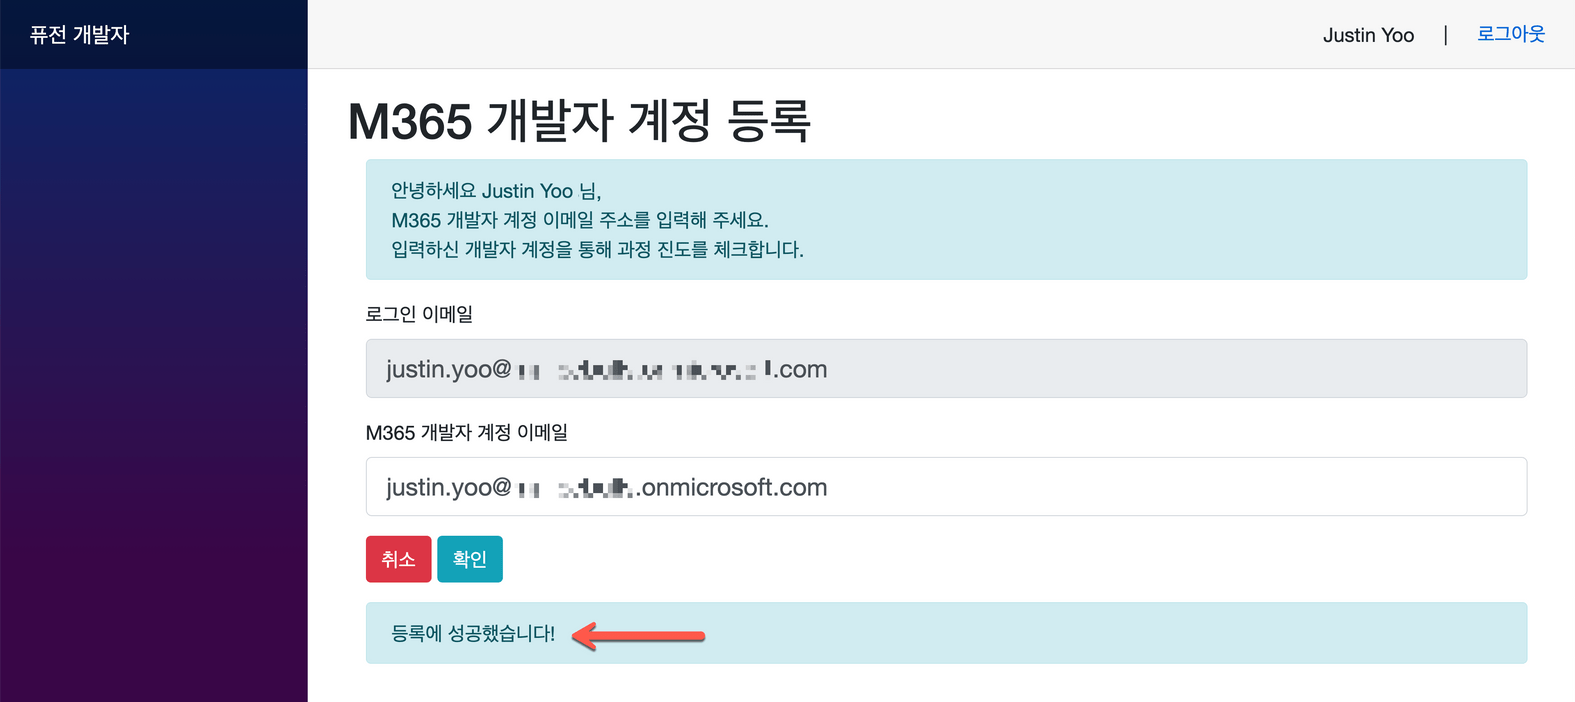 퓨전 개발자
Justin Yoo | 로그아웃
M365 개발자 계정 등록
안녕하세요 Justin Yoo 님,
M365 개발자 계정 이메일 주소를 입력해 주세요.
입력하신 개발자 계정을 통해 과정 진도를 체크합니다.
로그인 이메일
justin.yoo@ .com
M365 개발자 계정 이메일
justin.yoo@ .onmicrosoft.com
취소 확인
등록에 성공했습니다!